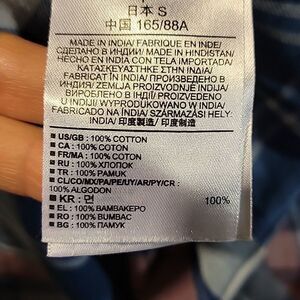 日本 S
中国 165/88A
MADE IN INDIA/ FABRIQUE EN INDE/
СДЕЛАНО В ИНДИИ/ MADE IN HINDISTAN/
HECHO EN INDIA CON TELA IMPORTADA/
ΚΑΤΑΣΚΕΥΑΣΤΗΚΕ ΣΤΗΝ ΙΝΔΙΑ/
FABRICAT ÎN INDIA/ ПРОИЗВЕДЕНО В
ИНДИЯ/ ZEMLJA PROIZVODNJE INDIJA/
ВИРОБЛЕНО В ІНДІЇ/ PROIZVEDENO
U INDIJI/ WYPRODUKOWANO W INDIA/
FABRICADO NA ÍNDIA/ SZÁRMAZÁSI HELY:
INDIA/ 印度製造/ 印度制造
US/GB : 100% COTTON
CA : 100% COTON
FR/MA : 100% COTON
RU : 100% ХЛОПОК
TR : 100% PAMUK
CL/CO/MX/PA/PE/UY/AR/PY/CR :
100% ALGODON
KR : 면 100%
EL : 100% ΒΑΜΒΑΚΕΡΟ
RO : 100% BUMBAC
BG : 100% ПАМУК